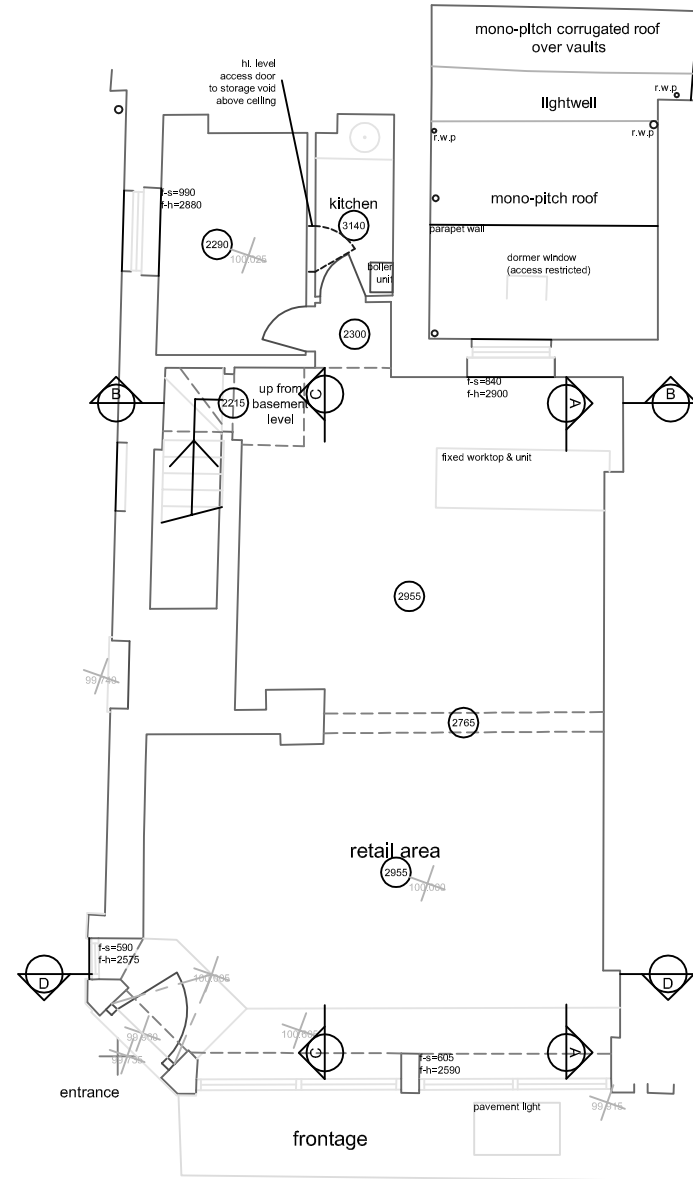 mono-pitch corrugated roof
over vaults
hl. level
access door
to storage void
above ceiling
r.w.p
lightwell
r.w.p
r.w.p
f-s=990
f-h=2880
kitchen
mono-pitch roof
3140
parapet wall
2290
100.025
dormer window
(access restricted)
boiler
unit
2300
f-s=840
f-h=2900
up from
basement
level
2215
B
C
A
B
fixed worktop & unit
2955
2765
retail area
2955
f-s=590
f-h=2575
D
D
C
A
f-s=605
f-h=2590
entrance
pavement light
99.915
frontage